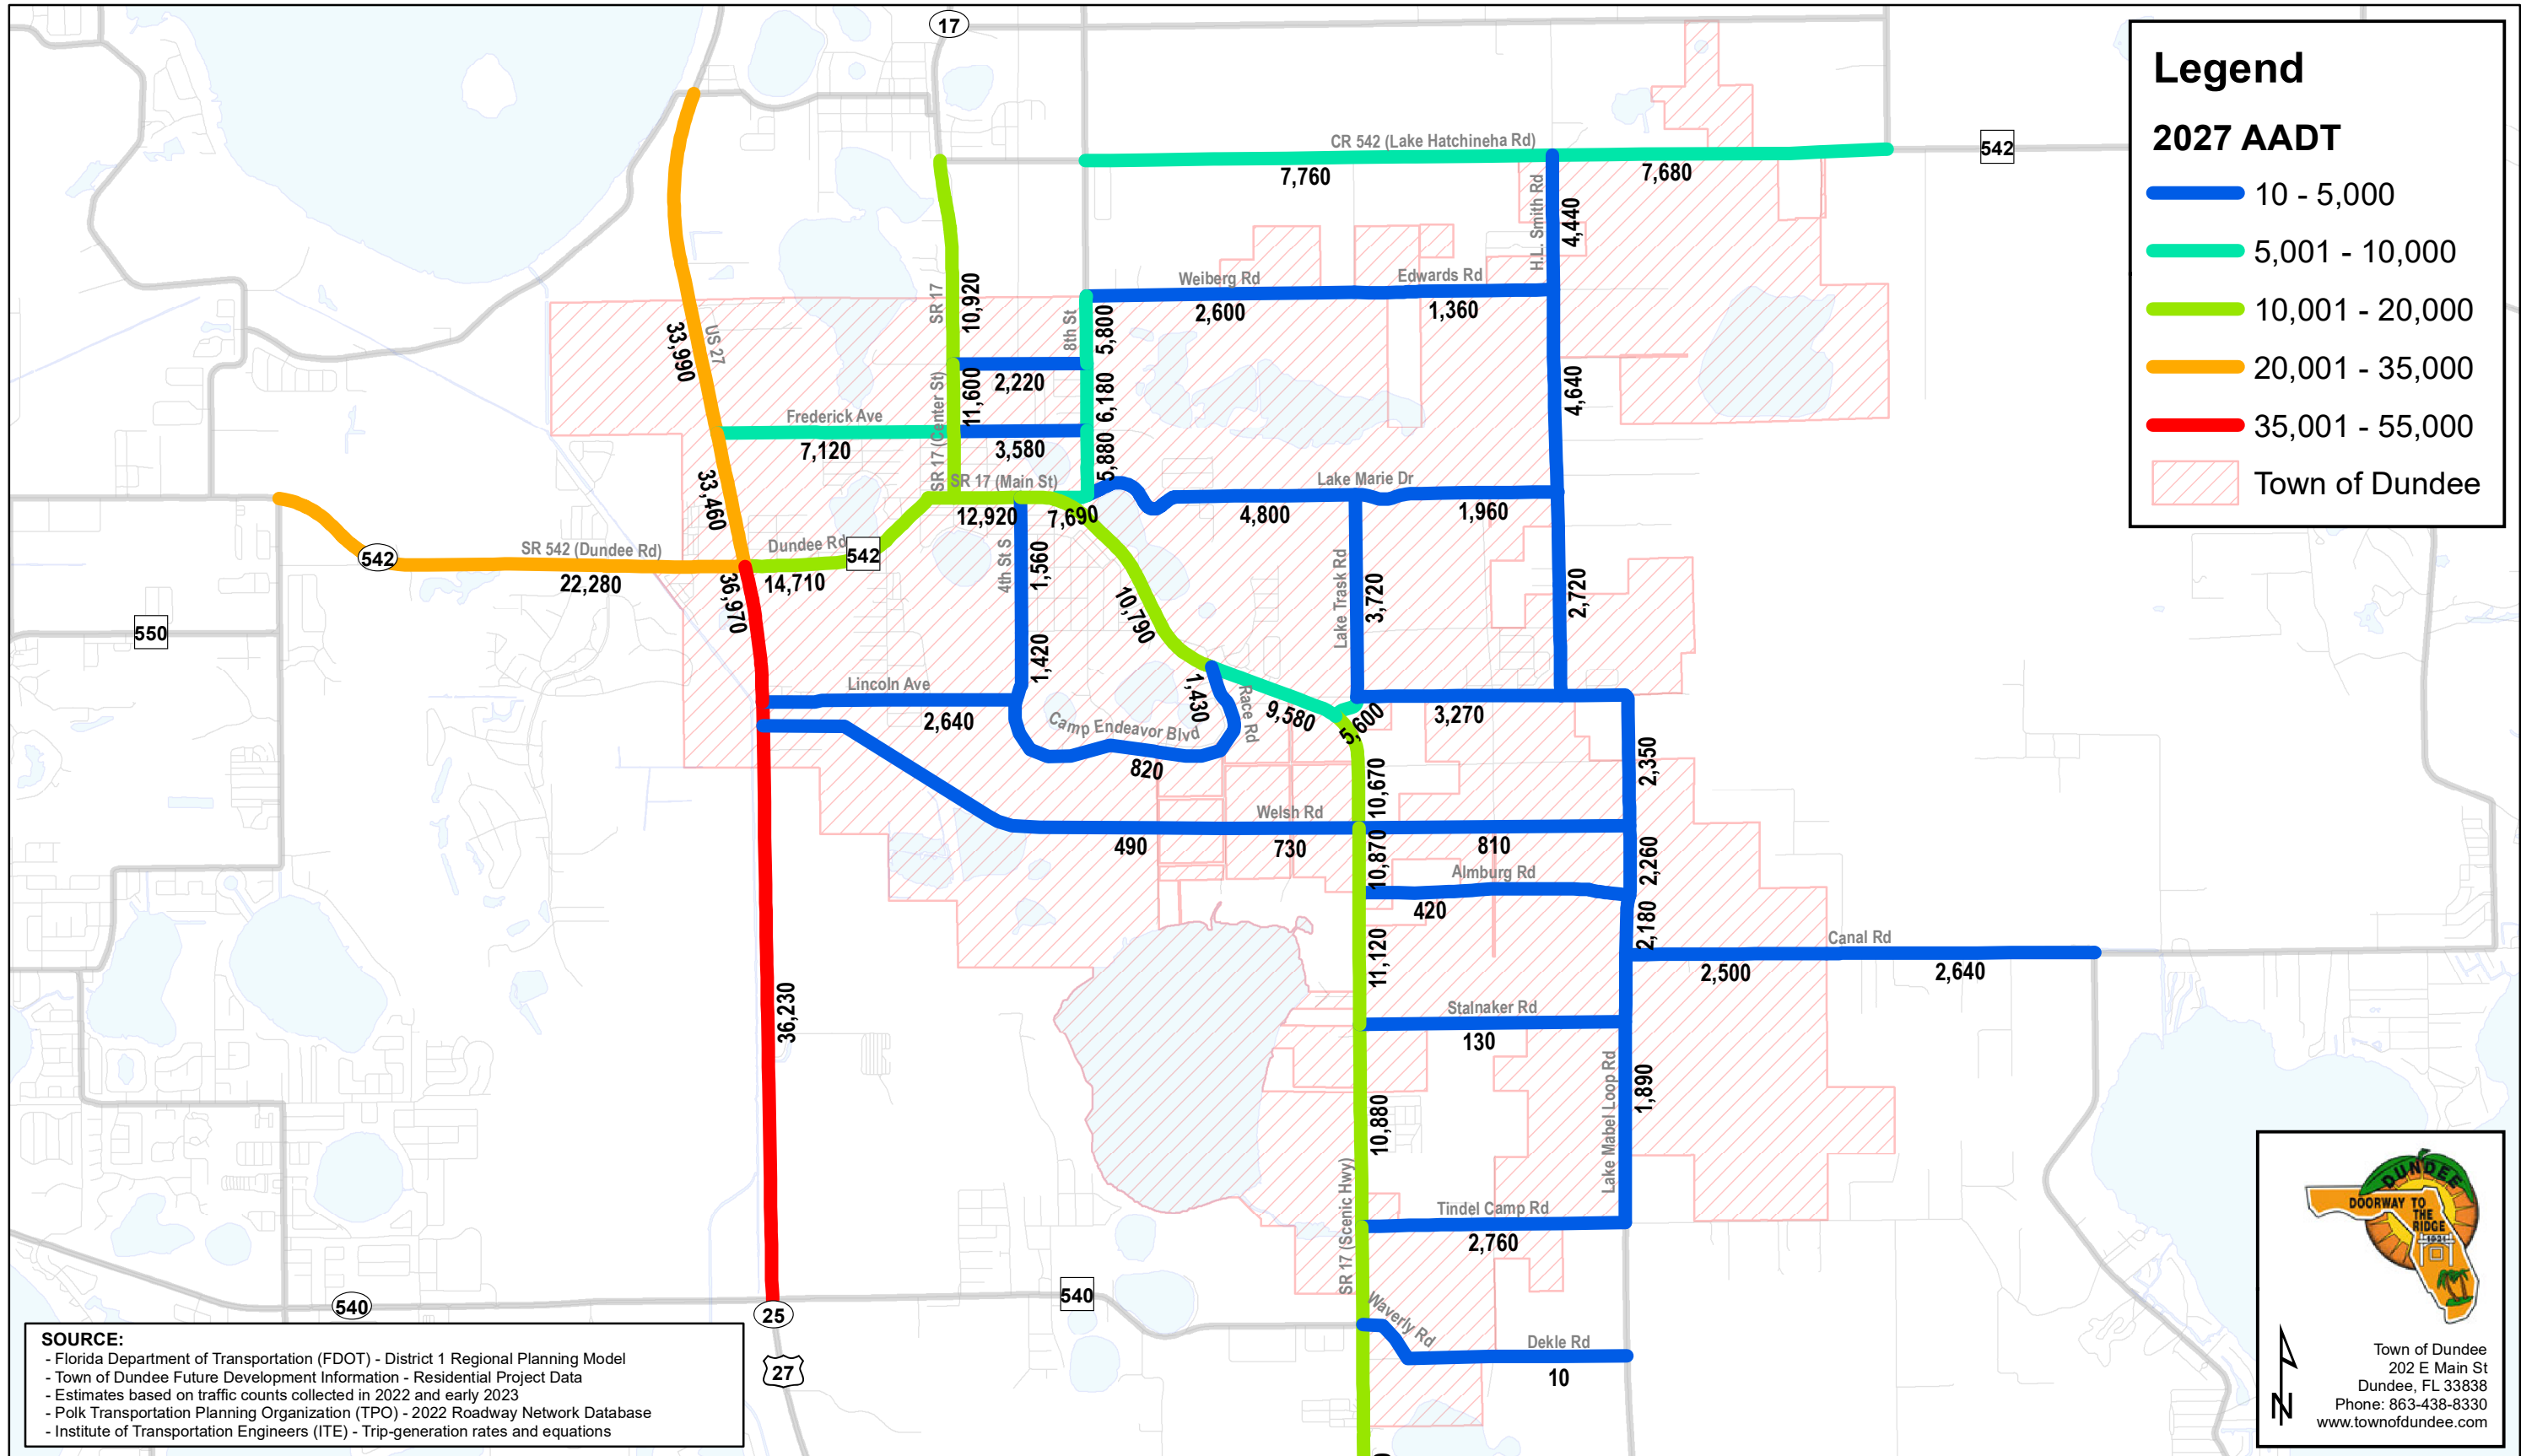 17
Legend
2027 AADT
10 - 5,000
5,001 - 10,000
10,001 - 20,000
20,001 - 35,000
35,001 - 55,000
Town of Dundee
CR 542 (Lake Hatchineha Rd)
542
7,760
7,680
H.L. Smith Rd
4,440
Weiberg Rd
Edwards Rd
2,600
1,360
SR 17
10,920
8th St
5,800
33,990
US 27
2,220
11,600
6,180
4,640
Frederick Ave
7,120
SR 17 (Center St)
3,580
5,880
33,460
SR 17 (Main St)
Lake Marie Dr
12,920
7,690
4,800
1,960
542
SR 542 (Dundee Rd)
22,280
Dundee Rd
542
14,710
36,970
4th St S
1,560
10,790
Lake Trask Rd
3,720
2,720
550
1,420
Lincoln Ave
2,640
Camp Endeavor Blvd
820
1,430
Race Rd
9,580
5,600
3,270
2,350
10,670
Welsh Rd
490
730
810
10,870
2,260
Almburg Rd
420
2,180
11,120
Canal Rd
2,500
2,640
36,230
Stalnaker Rd
130
Lake Mabel Loop Rd
1,890
10,880
SR 17 (Scenic Hwy)
Tindel Camp Rd
2,760
540
25
540
27
Waverly Rd
Dekle Rd
10
SOURCE:
- Florida Department of Transportation (FDOT) - District 1 Regional Planning Model
- Town of Dundee Future Development Information - Residential Project Data
- Estimates based on traffic counts collected in 2022 and early 2023
- Polk Transportation Planning Organization (TPO) - 2022 Roadway Network Database
- Institute of Transportation Engineers (ITE) - Trip-generation rates and equations
DUNDEE
DOORWAY TO
THE
RIDGE
N
Town of Dundee
202 E Main St
Dundee, FL 33838
Phone: 863-438-8330
www.townofdundee.com